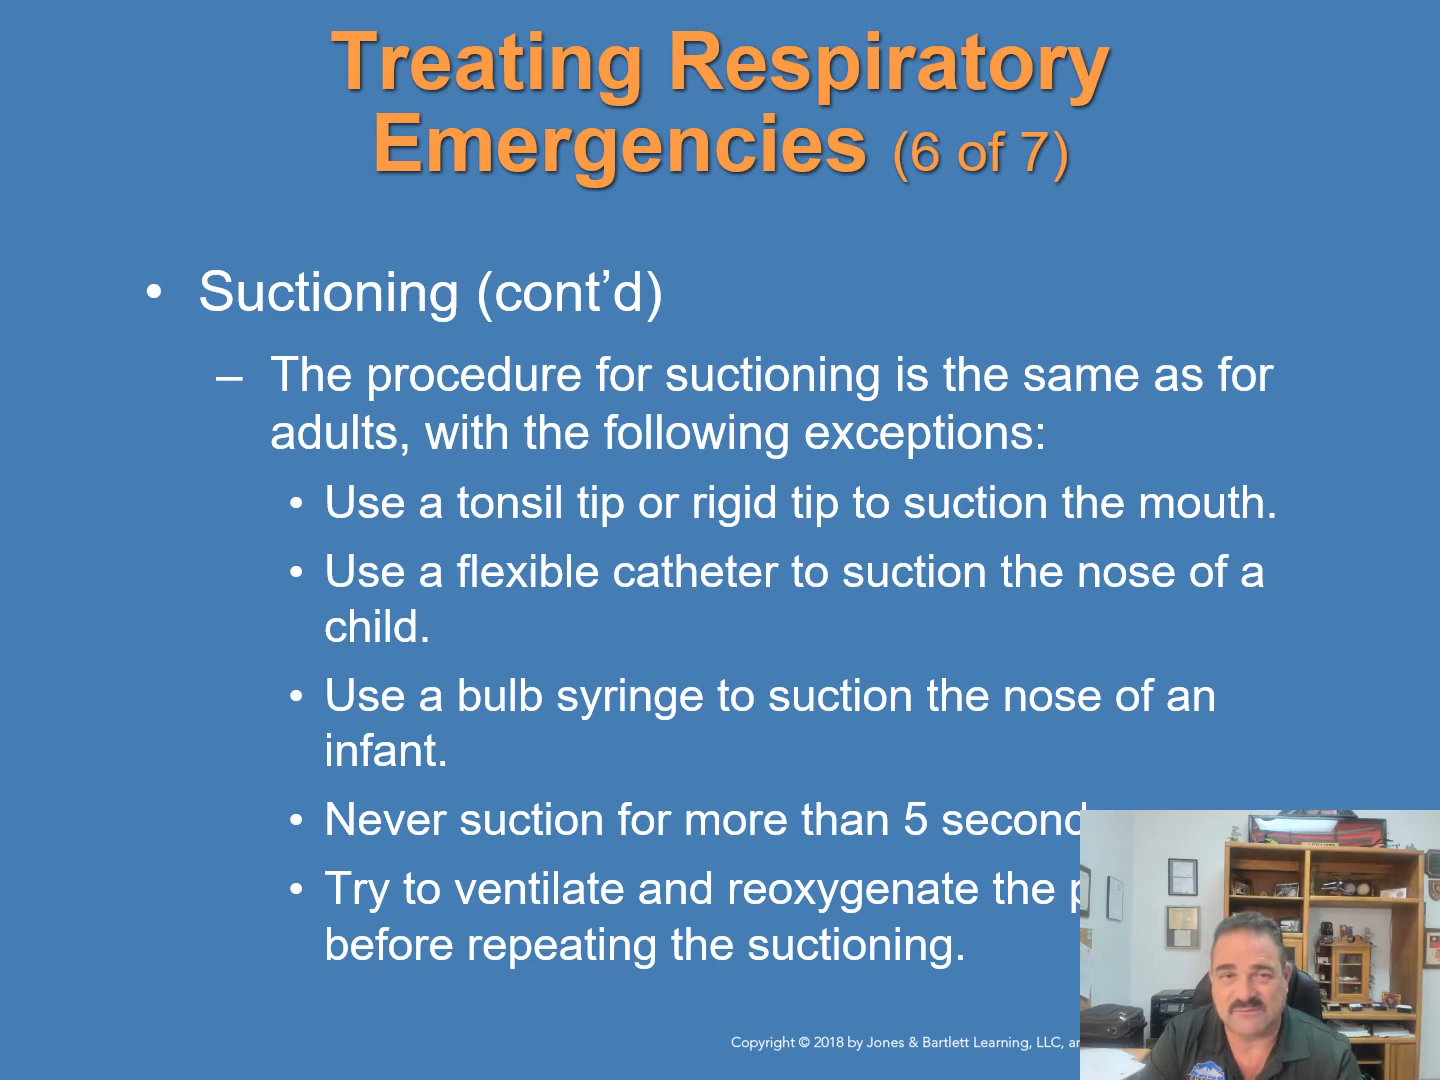 Treating Respiratory
Emergencies (6 of 7)
• Suctioning (cont’d)
– The procedure for suctioning is the same as for
adults, with the following exceptions:
• Use a tonsil tip or rigid tip to suction the mouth.
• Use a flexible catheter to suction the nose of a
child.
• Use a bulb syringe to suction the nose of an
infant.
• Never suction for more than 5
• Try to ventilate and reoxygenate the
before repeating the suctioning.
Copyright © 2018 by Jones & Bartlett Learning, LLC,